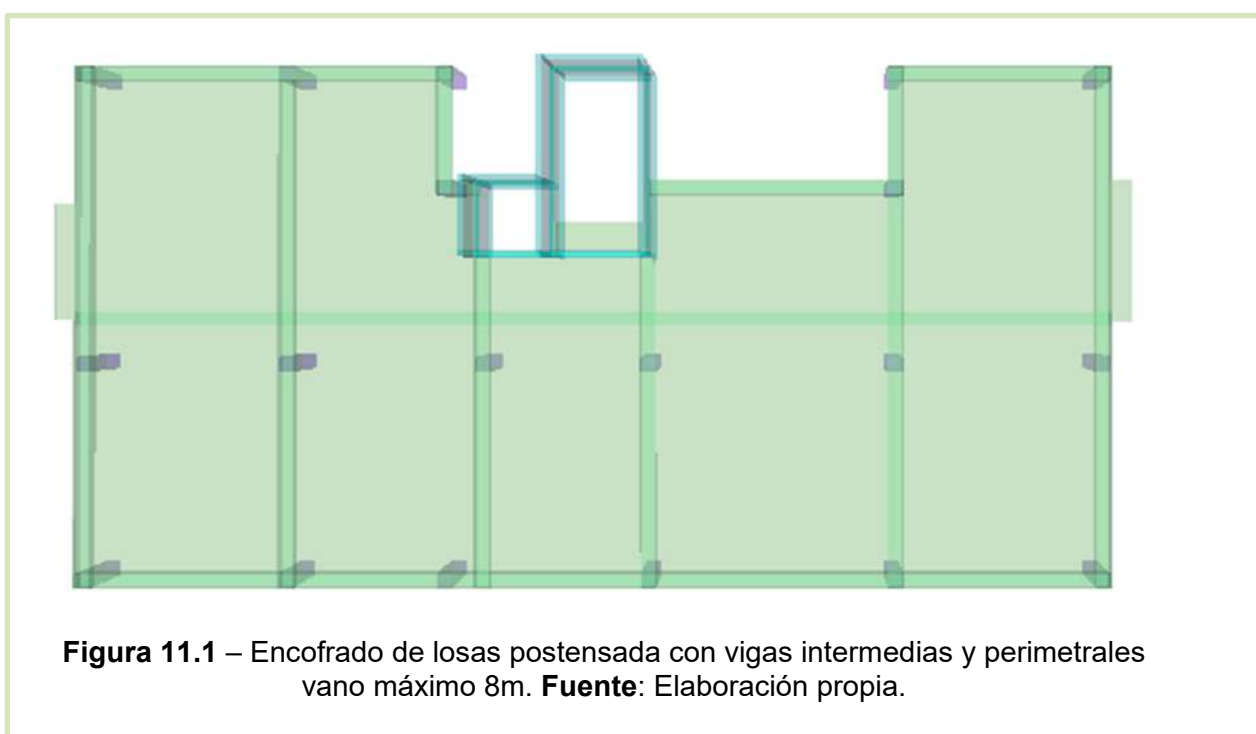 Figura 11.1 – Encofrado de losas postensada con vigas intermedias y perimetrales
vano máximo 8m. Fuente: Elaboración propia.